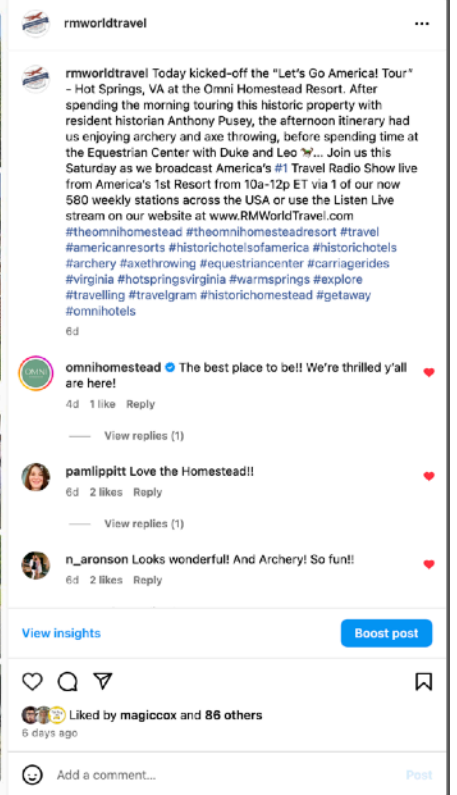 rmworldtravel
rmworldtravel Today kicked-off the "Let's Go America! Tour"
- Hot Springs, VA at the Omni Homestead Resort. After
spending the morning touring this historic property with
resident historian Anthony Pusey, the afternoon itinerary had
us enjoying archery and axe throwing, before spending time at
the Equestrian Center with Duke and Leo 🐎... Join us this
Saturday as we broadcast America's #1 Travel Radio Show live
from America's 1st Resort from 10a-12p ET via 1 of our now
580 weekly stations across the USA or use the Listen Live
stream on our website at www.RMWorldTravel.com
#theomnihomestead #theomnihomesteadresort #travel
#americanresorts #historichotelsofamerica #historichotels
#archery #axethrowing #equestriancenter #carriagerides
#virginia #hotspringsvirginia #warmsprings #explore
#travelling #travelgram #historichomestead #getaway
#omnihotels
6d
OMNI
omnihomestead The best place to be!! We're thrilled y'all
are here!
4d 1 like Reply
View replies (1)
pamlippitt Love the Homestead!!
6d 2 likes Reply
View replies (1)
n_aronson Looks wonderful! And Archery! So fun!!
6d 2 likes Reply
View insights
Boost post
Liked by magiccox and 86 others
6 days ago
Add a comment...
Post